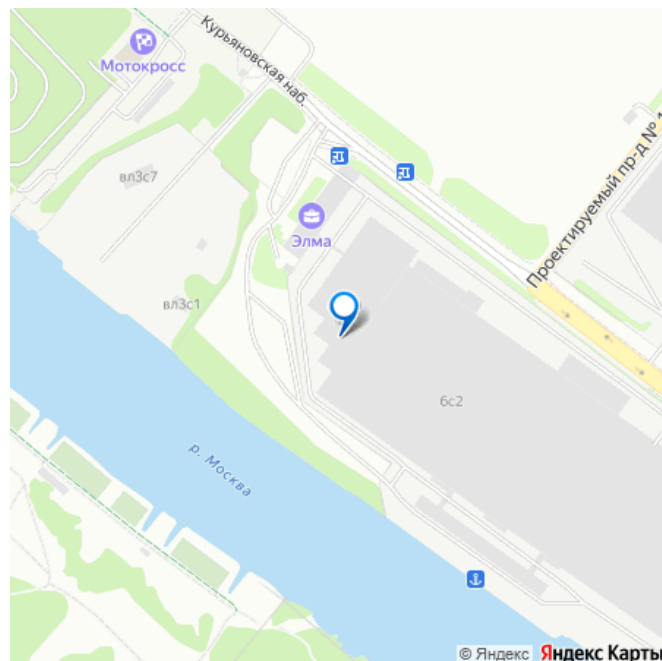 Курьяновская наб.
Мотокросс
Проектируемый пр-д №
вл3с7
Элма
вл3с1
6с2
р. Москва
© Яндекс Яндекс Карты